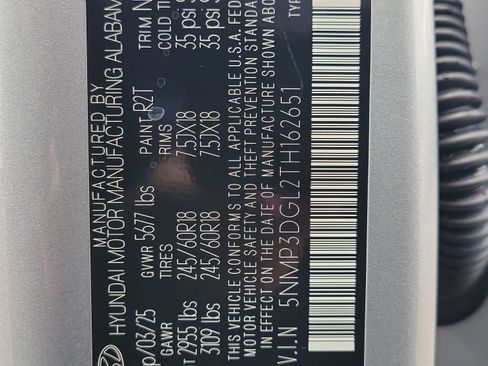 MANUFACTURED BY
HYUNDAI MOTOR MANUFACTURING ALABAMA
p/03/25 GVWR 5677 lbs PAINT R2T TRIM N
GAWR TIRES RIMS COLD TI
T 2955 lbs 245/60R18 7.5JX18 35 psi
3109 lbs 245/60R18 7.5JX18 35 psi
THIS VEHICLE CONFORMS TO ALL APPLICABLE U.S.A. FED
VEHICLE SAFETY, BUMPER, AND THEFT PREVENTION STANDA
IN EFFECT ON THE DATE OF MANUFACTURE SHOWN ABOV
V.I.N 5NMP3DGL2TH162651 TYP